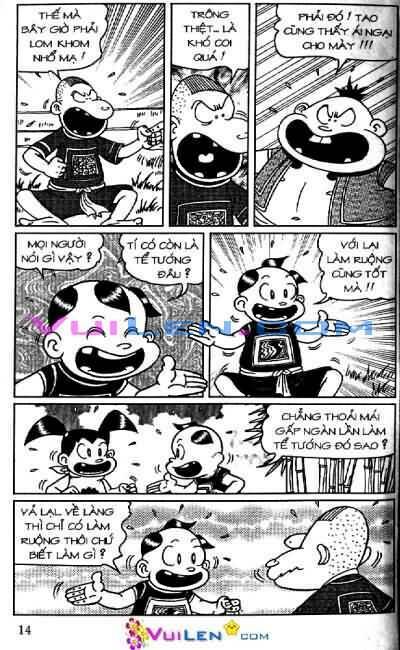 THẾ MÀ
BÂY GIỜ PHẢI
LOM KHOM
NHỔ MẠ !
TRÔNG
THIỆT... LÀ
KHÓ COI
QUÁ !
PHẢI ĐÓ ! TAO
CŨNG THẤY ÁI NGẠI
CHO MÀY !!!
MỌI NGƯỜI
NÓI GÌ VẬY ?
TÍ CÓ CÒN LÀ
TỂ TƯỚNG
ĐÂU !
VỚI LẠI
LÀM RUỘNG
CŨNG TỐT
MÀ !!
VUILEN.COM
CHẲNG THOẢI MÁI
GẤP NGÀN LẦN LÀM
TỂ TƯỚNG ĐÓ SAO ?
VẢ LẠI.. VỀ LÀNG
THÌ CHỈ CÓ LÀM
RUỘNG THÔI CHỨ
BIẾT LÀM GÌ ?
14
VUILEN.COM